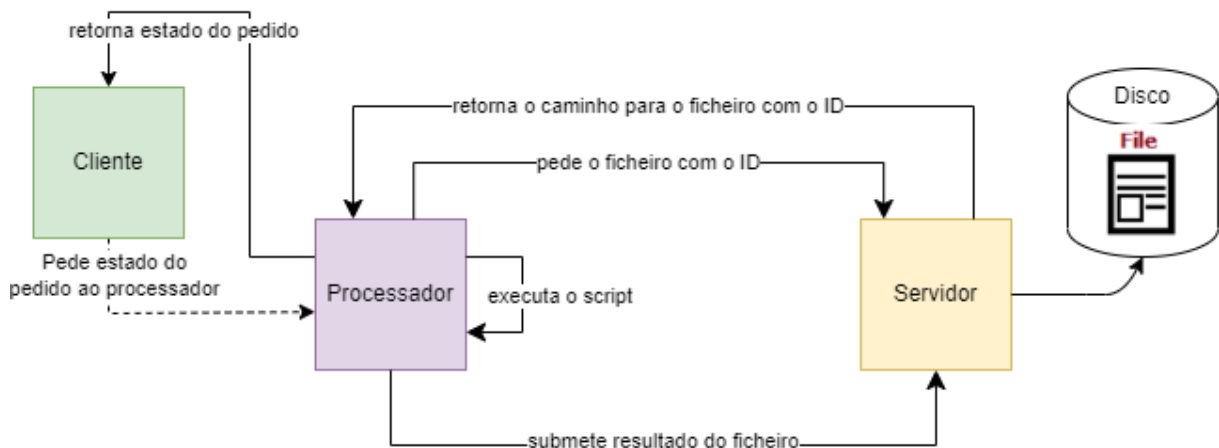 retorna estado do pedido
Cliente
Pede estado do
pedido ao processador
retorna o caminho para o ficheiro com o ID
pede o ficheiro com o ID
Processador
executa o script
Servidor
Disco
File
submete resultado do ficheiro